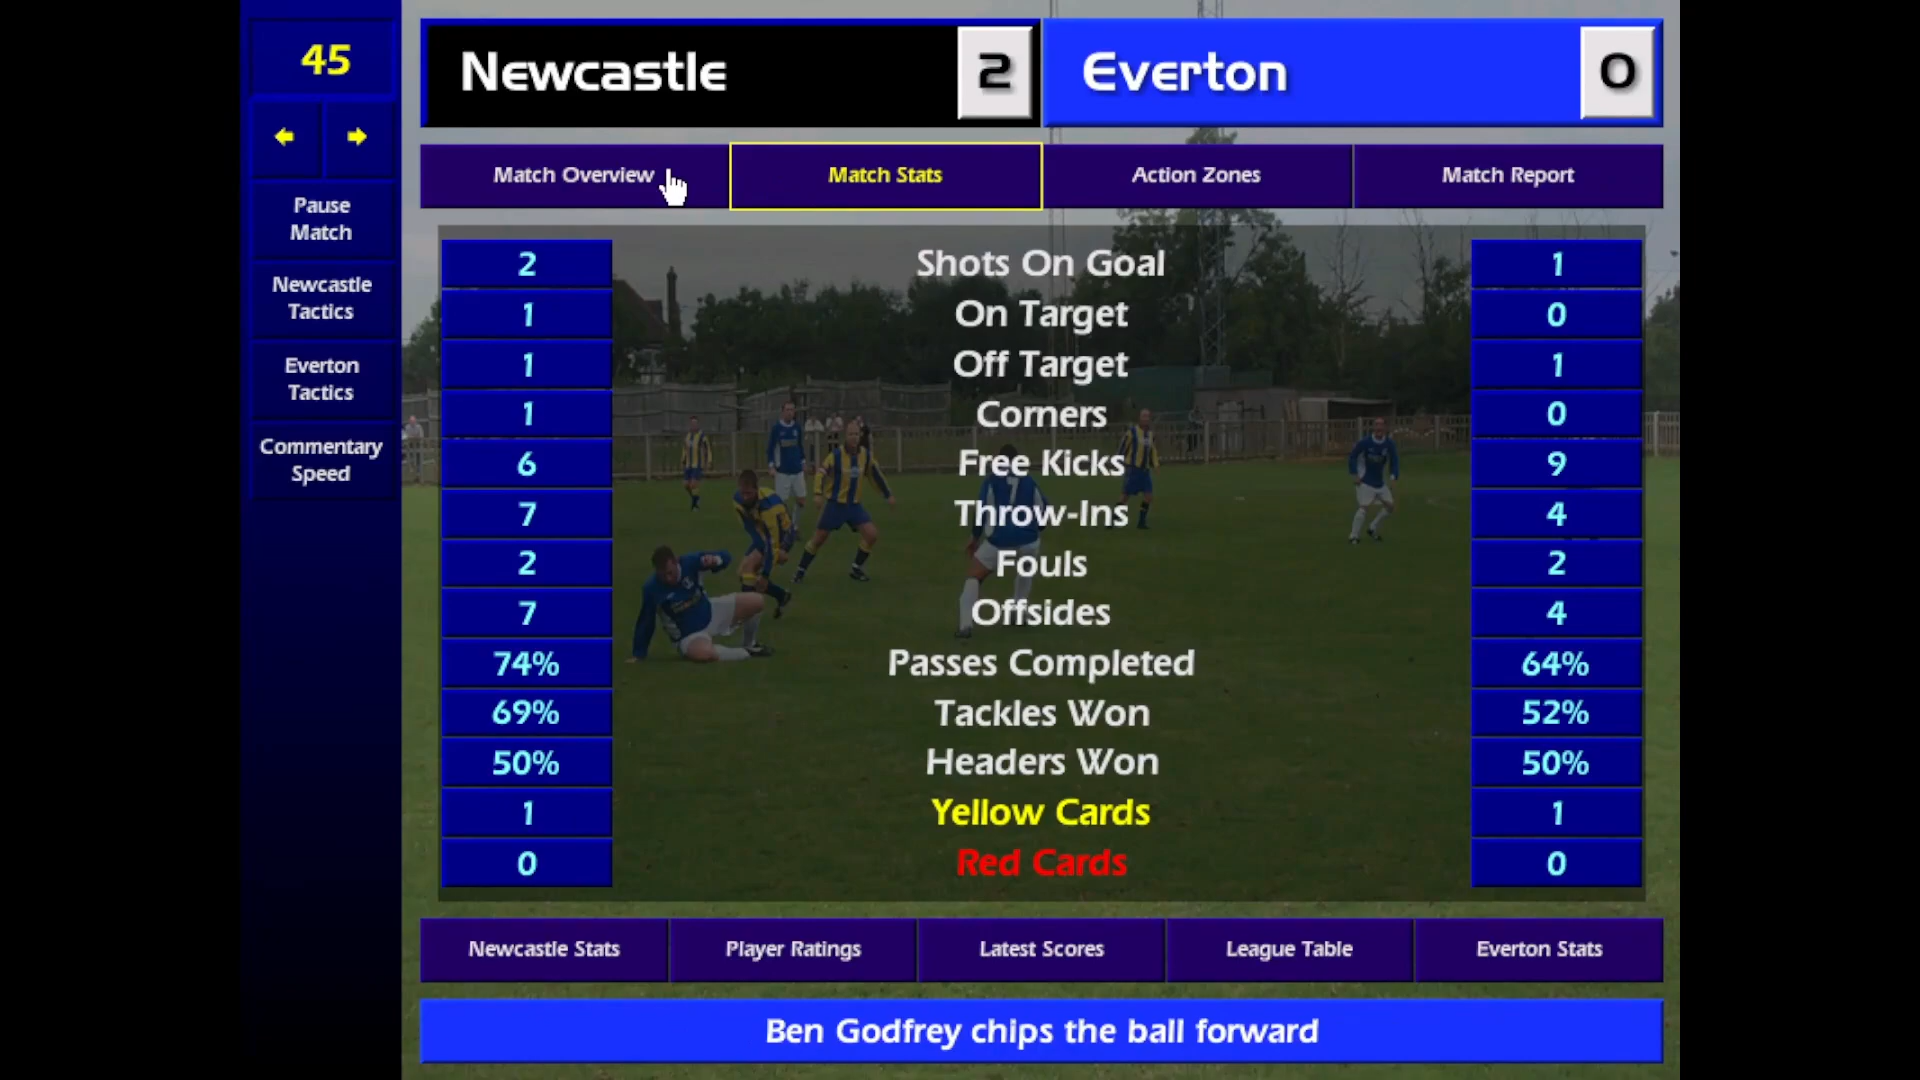 45
Newcastle 2 Everton 0
Match Overview Match Stats Action Zones Match Report
Pause
Match
Newcastle
Tactics
Everton
Tactics
Commentary
Speed
2 Shots On Goal 1
1 On Target 0
1 Off Target 1
1 Corners 0
6 Free Kicks 9
7 Throw-Ins 4
2 Fouls 2
7 Offsides 4
74% Passes Completed 64%
69% Tackles Won 52%
50% Headers Won 50%
1 Yellow Cards 1
0 Red Cards 0
7
Newcastle Stats Player Ratings Latest Scores League Table Everton Stats
Ben Godfrey chips the ball forward